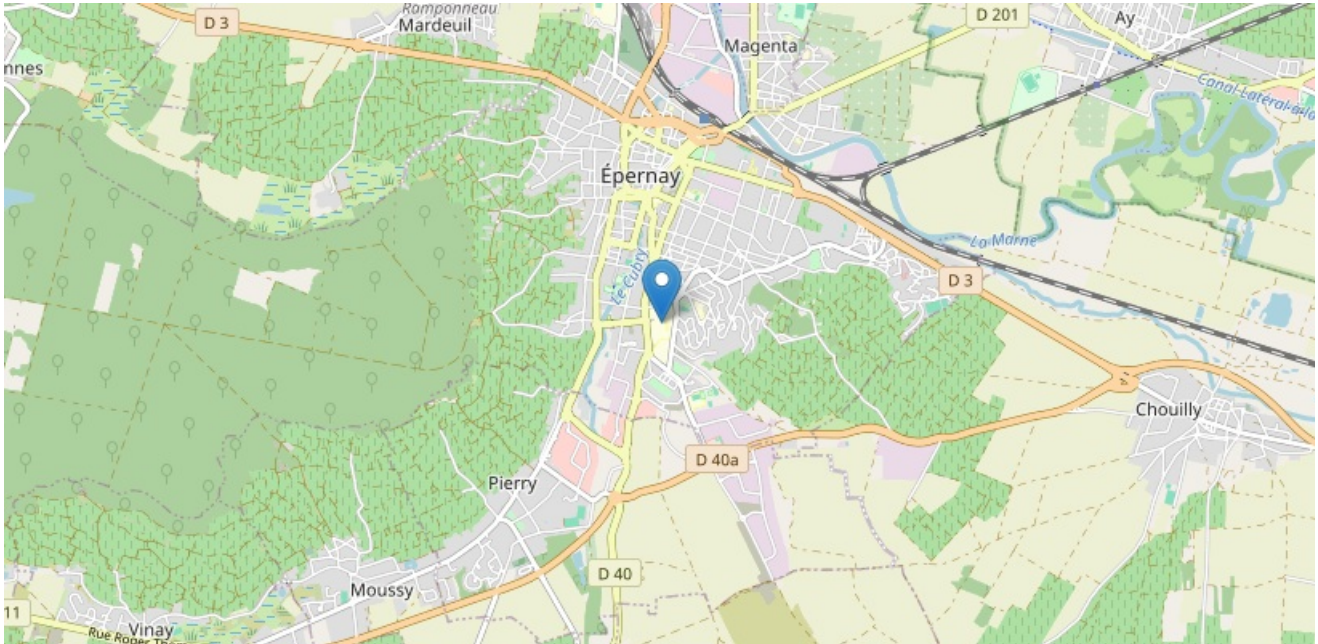 D 3
Ramponneau
Mardeuil
D 201
Ay
Magenta
nnes
Canal Latéral-à-la
Épernay
La Marne
Le Cubry
D 3
Chouilly
D 40a
Pierry
D 40
Moussy
11
Vinay
Rue Roger